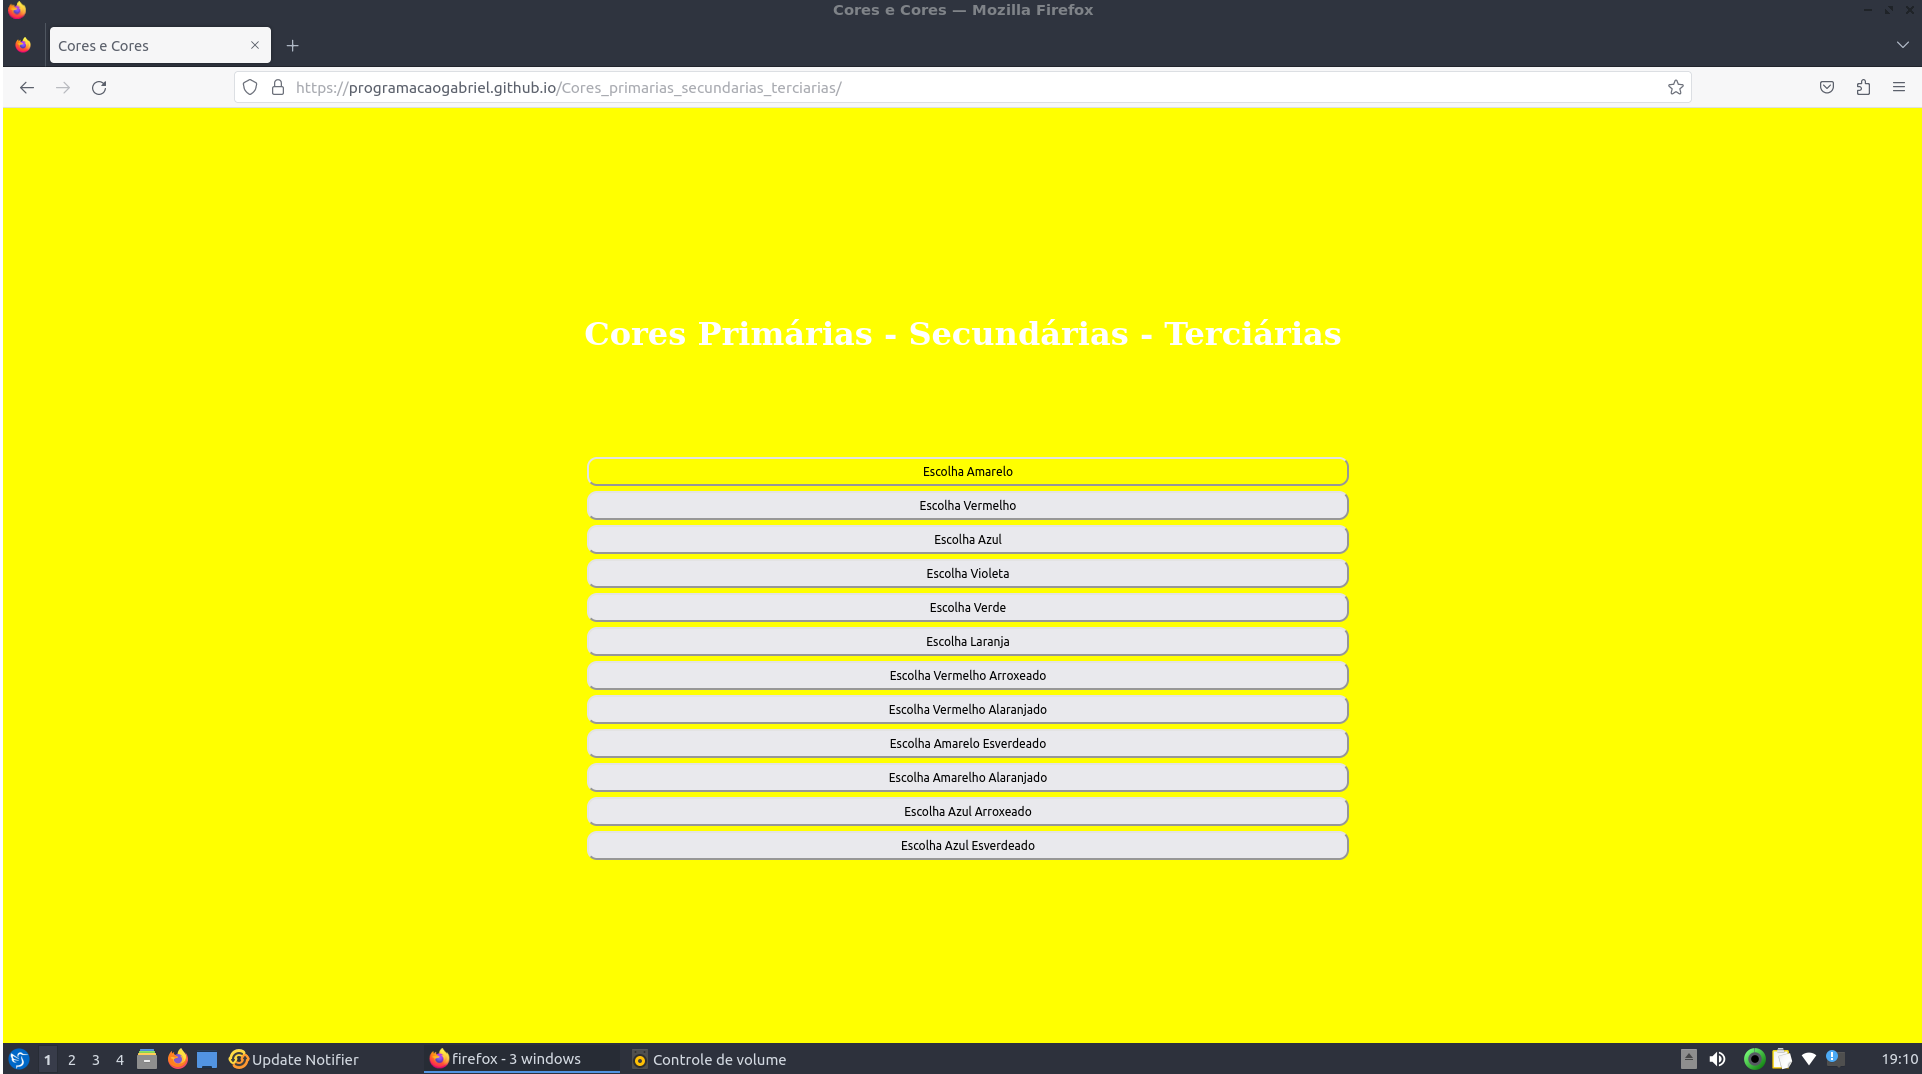 Cores e Cores — Mozilla Firefox
Cores e Cores
https://programacaogabriel.github.io/Cores_primarias_secundarias_terciarias/
Cores Primárias - Secundárias - Terciárias
Escolha Amarelo
Escolha Vermelho
Escolha Azul
Escolha Violeta
Escolha Verde
Escolha Laranja
Escolha Vermelho Arroxeado
Escolha Vermelho Alaranjado
Escolha Amarelo Esverdeado
Escolha Amarelho Alaranjado
Escolha Azul Arroxeado
Escolha Azul Esverdeado
1 2 3 4 Update Notifier firefox - 3 windows Controle de volume 19:10